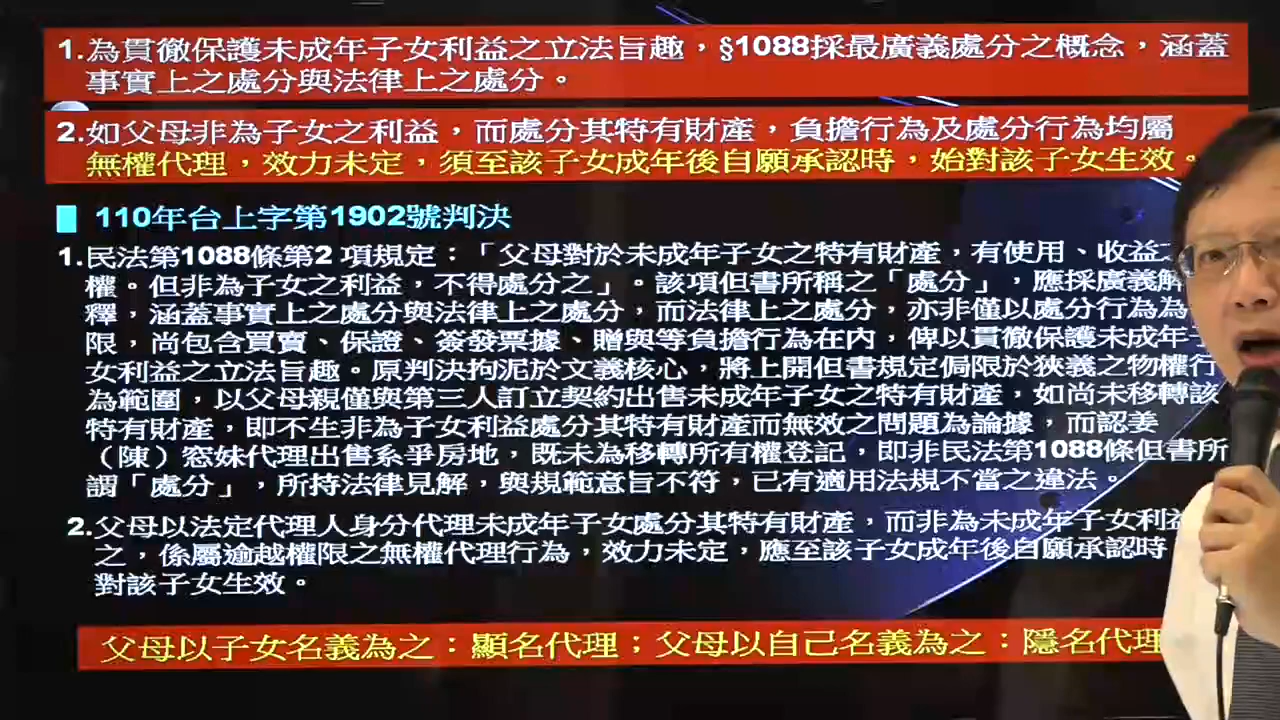 1.為貫徹保護未成年子女利益之立法旨趣，§1088採最廣義處分之概念，涵蓋
事實上之處分與法律上之處分。
2.如父母非為子女之利益，而處分其特有財產，負擔行為及處分行為均屬
無權代理，效力未定，須至該子女成年後自願承認時，始對該子女生效。
110年台上字第1902號判決
1.民法第1088條第2 項規定：「父母對於未成年子女之特有財產，有使用、收益
權。但非為子女之利益，不得處分之」。該項但書所稱之「處分」，應採廣義解
釋，涵蓋事實上之處分與法律上之處分，而法律上之處分，亦非僅以處分行為為
限，尚包含買賣、保證、簽發票據、贈與等負擔行為在內，俾以貫徹保護未成年
女利益之立法旨趣。原判決拘泥於文義核心，將上開但書規定侷限於狹義之物權行
為範圍，以父母親僅與第三人訂立契約出售未成年子女之特有財產，如尚未移轉該
特有財產，即不生非為子女利益處分其特有財產而無效之問題為論據，而認姜
（陳）窓妹代理出售系爭房地，既未為移轉所有權登記，即非民法第1088條但書所
謂「處分」，所持法律見解，與規範意旨不符，已有適用法規不當之違法。
2.父母以法定代理人身分代理未成年子女處分其特有財產，而非為未成年子女利益
之，係屬逾越權限之無權代理行為，效力未定，應至該子女成年後自願承認時
對該子女生效。
父母以子女名義為之：顯名代理；父母以自己名義為之：隱名代理